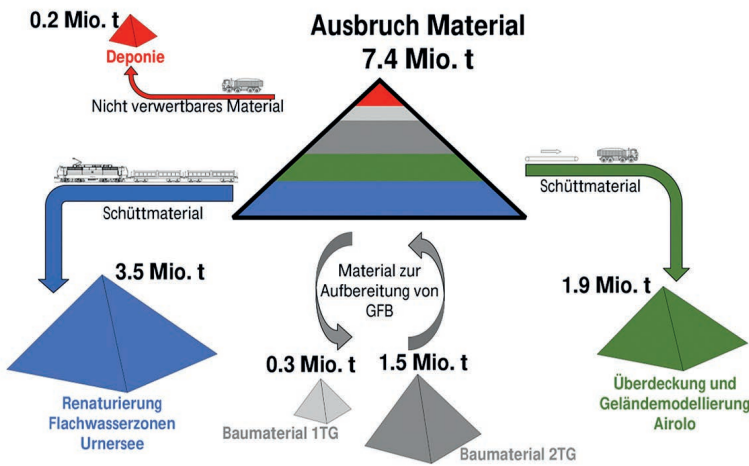 0.2 Mio. t
Deponie
Nicht verwertbares Material
Ausbruch Material
7.4 Mio. t
Schüttmaterial
Schüttmaterial
3.5 Mio. t
Renaturierung
Flachwasserzonen
Urnersee
Material zur
Aufbereitung von
GFB
0.3 Mio. t
Baumaterial 1TG
1.5 Mio. t
Baumaterial 2TG
1.9 Mio. t
Überdeckung und
Geländemodellierung
Airolo